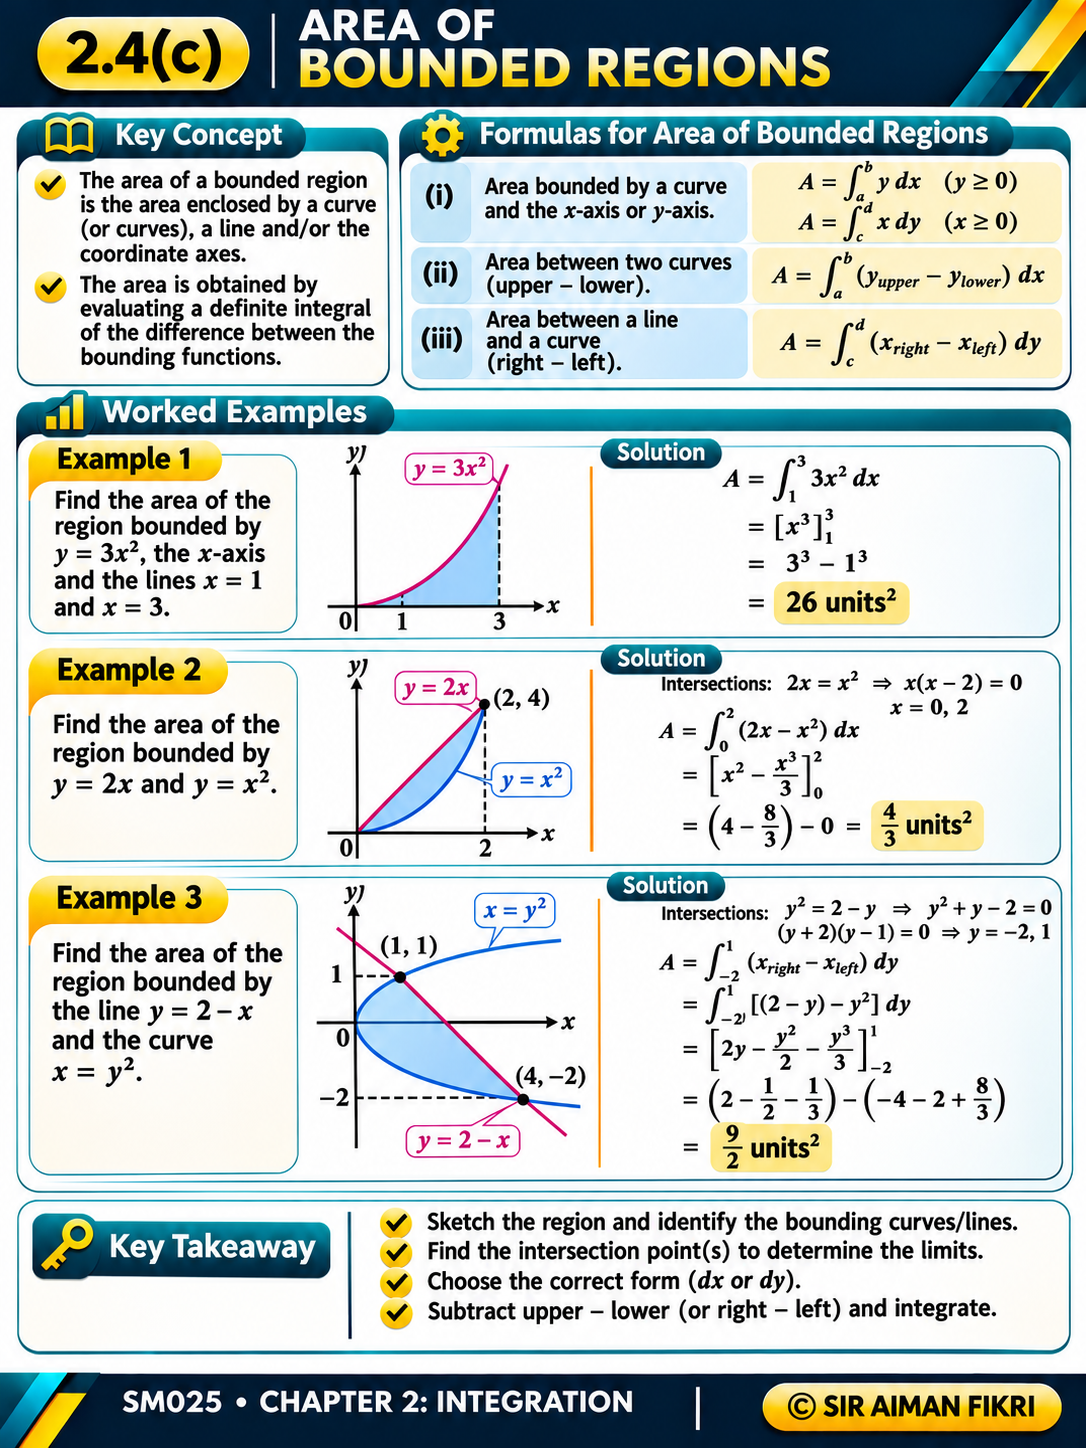 2.4(c)
AREA OF
BOUNDED REGIONS
Key Concept
The area of a bounded region
is the area enclosed by a curve
(or curves), a line and/or the
coordinate axes.
The area is obtained by
evaluating a definite integral
of the difference between the
bounding functions.
Formulas for Area of Bounded Regions
(i)
Area bounded by a curve
and the x-axis or y-axis.
A = ∫_a^b y dx (y ≥ 0)
A = ∫_c^d x dy (x ≥ 0)
(ii)
Area between two curves
(upper – lower).
A = ∫_a^b (y_upper – y_lower) dx
(iii)
Area between a line
and a curve
(right – left).
A = ∫_c^d (x_right – x_left) dy
Worked Examples
Example 1
Find the area of the
region bounded by
y = 3x², the x-axis
and the lines x = 1
and x = 3.
y
y = 3x²
x
0
1
3
Solution
A = ∫_1^3 3x² dx
= [x³]_1^3
= 3³ – 1³
= 26 units²
Example 2
Find the area of the
region bounded by
y = 2x and y = x².
y
y = 2x
(2, 4)
y = x²
x
0
2
Solution
Intersections: 2x = x² ⇒ x(x – 2) = 0
x = 0, 2
A = ∫_0^2 (2x – x²) dx
= [x² – x³/3]_0^2
= (4 – 8/3) – 0 = 4/3 units²
Example 3
Find the area of the
region bounded by
the line y = 2 – x
and the curve
x = y².
y
x = y²
(1, 1)
1
x
0
(4, –2)
–2
y = 2 – x
Solution
Intersections: y² = 2 – y ⇒ y² + y – 2 = 0
(y + 2)(y – 1) = 0 ⇒ y = –2, 1
A = ∫_–2^1 (x_right – x_left) dy
= ∫_–2^1 [(2 – y) – y²] dy
= [2y – y²/2 – y³/3]_–2^1
= (2 – 1/2 – 1/3) – (–4 – 2 + 8/3)
= 9/2 units²
Key Takeaway
Sketch the region and identify the bounding curves/lines.
Find the intersection point(s) to determine the limits.
Choose the correct form (dx or dy).
Subtract upper – lower (or right – left) and integrate.
SM025 • CHAPTER 2: INTEGRATION
© SIR AIMAN FIKRI